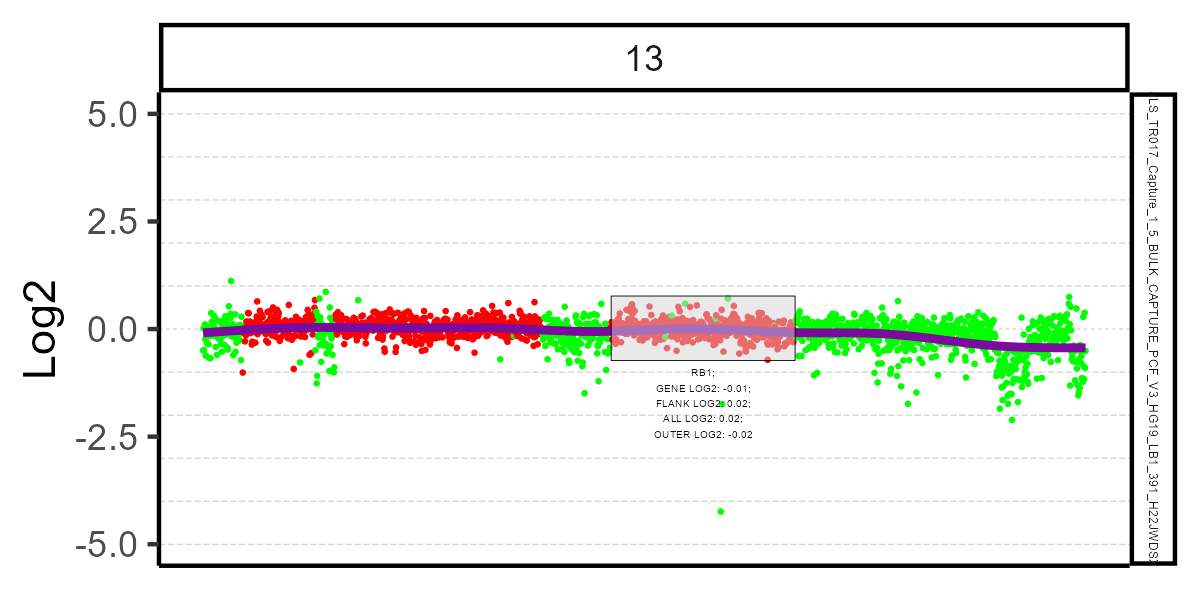 13
5.0
2.5
0.0
-2.5
-5.0
Log2
RB1;
GENE LOG2: -0.01;
FLANK LOG2: 0.02;
ALL LOG2: 0.02;
OUTER LOG2: -0.02
LS_TR017_Capture_1_5_BULK_CAPTURE_PCF_V3_HG19_LB1_391_H22JWDS